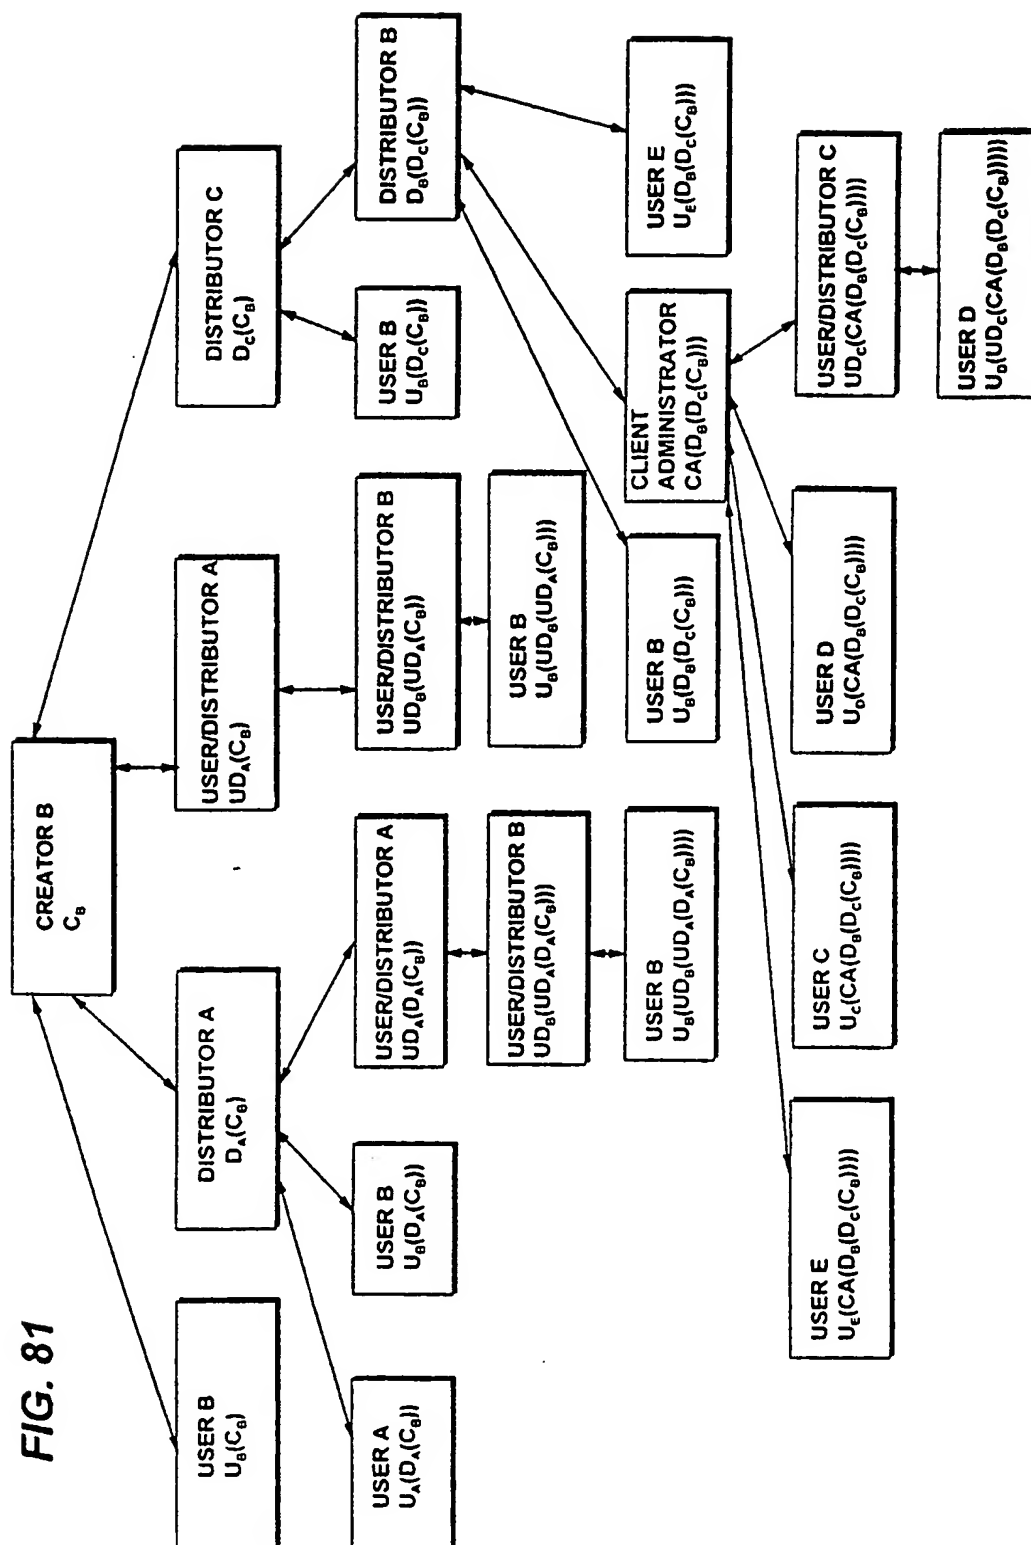 FIG. 81
CREATOR B
C_B
USER B
U_B(C_B)
DISTRIBUTOR A
D_A(C_B)
USER/DISTRIBUTOR A
UD_A(C_B)
DISTRIBUTOR C
D_C(C_B)
USER A
U_A(D_A(C_B))
USER B
U_B(D_A(C_B))
USER/DISTRIBUTOR A
UD_A(D_A(C_B))
USER/DISTRIBUTOR B
UD_B(UD_A(C_B))
USER B
U_B(D_C(C_B))
DISTRIBUTOR B
D_B(D_C(C_B))
USER/DISTRIBUTOR B
UD_B(UD_A(D_A(C_B)))
USER B
U_B(UD_B(UD_A(C_B)))
USER B
U_B(UD_B(UD_A(D_A(C_B))))
USER B
U_B(D_B(D_C(C_B)))
CLIENT
ADMINISTRATOR
CA(D_B(D_C(C_B)))
USER E
U_E(D_B(D_C(C_B)))
USER E
U_E(CA(D_B(D_C(C_B))))
USER C
U_C(CA(D_B(D_C(C_B))))
USER D
U_D(CA(D_B(D_C(C_B))))
USER/DISTRIBUTOR C
UD_C(CA(D_B(D_C(C_B))))
USER D
U_D(UD_C(CA(D_B(D_C(C_B)))))